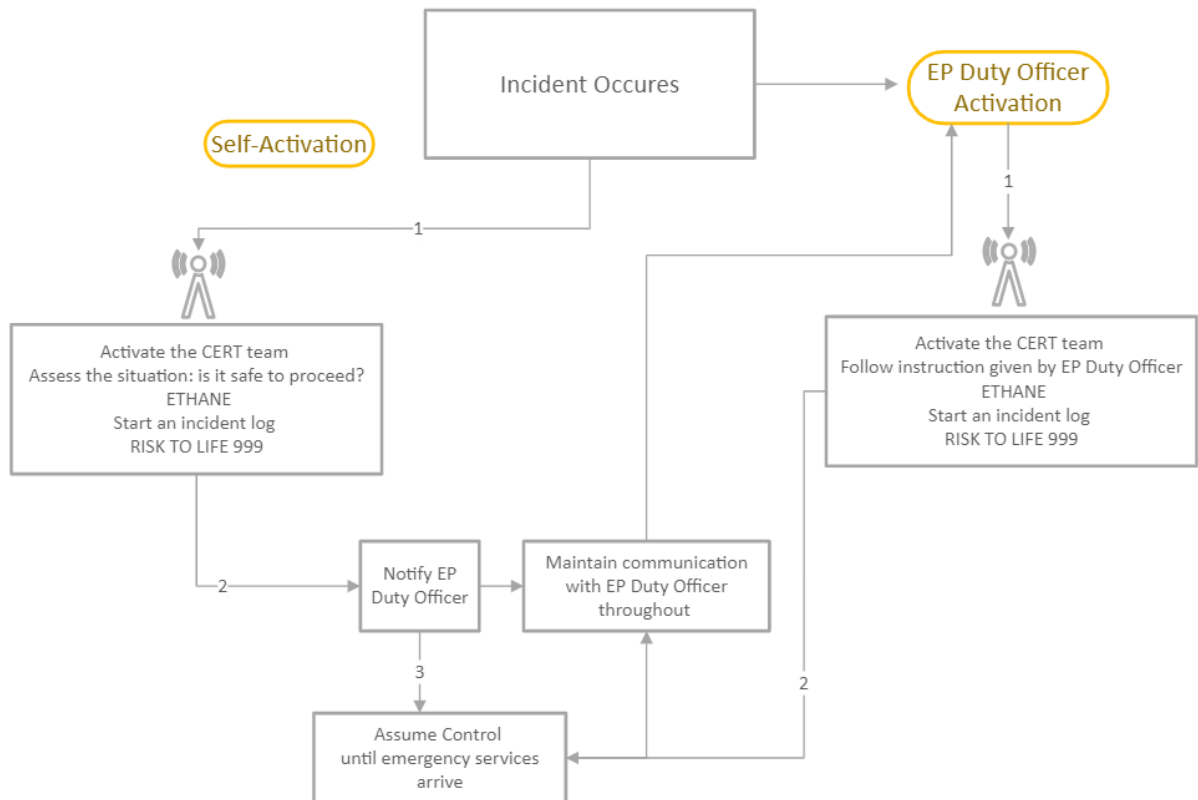 Incident Occures
EP Duty Officer
Activation
Self-Activation
1
1
Activate the CERT team
Assess the situation: is it safe to proceed?
ETHANE
Start an incident log
RISK TO LIFE 999
Activate the CERT team
Follow instruction given by EP Duty Officer
ETHANE
Start an incident log
RISK TO LIFE 999
2
Notify EP
Duty Officer
Maintain communication
with EP Duty Officer
throughout
3
2
Assume Control
until emergency services
arrive